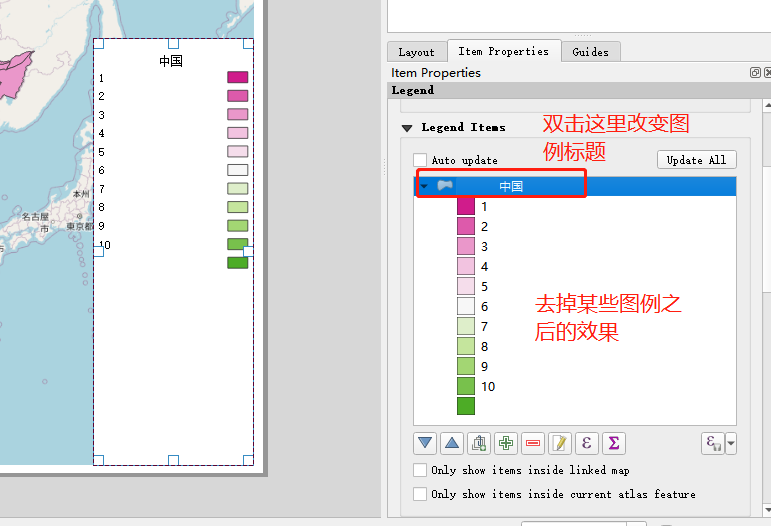 中国
1
2
3
4
5
6
7
8
9
10
本州
名古屋
市
東京都
Layout
Item Properties
Guides
Item Properties
Legend
Legend Items
双击这里改变图
例标题
Auto update
Update All
中国
1
2
3
4
5
6
7
8
9
10
去掉某些图例之
后的效果
ε
Σ
ε
Only show items inside linked map
Only show items inside current atlas feature